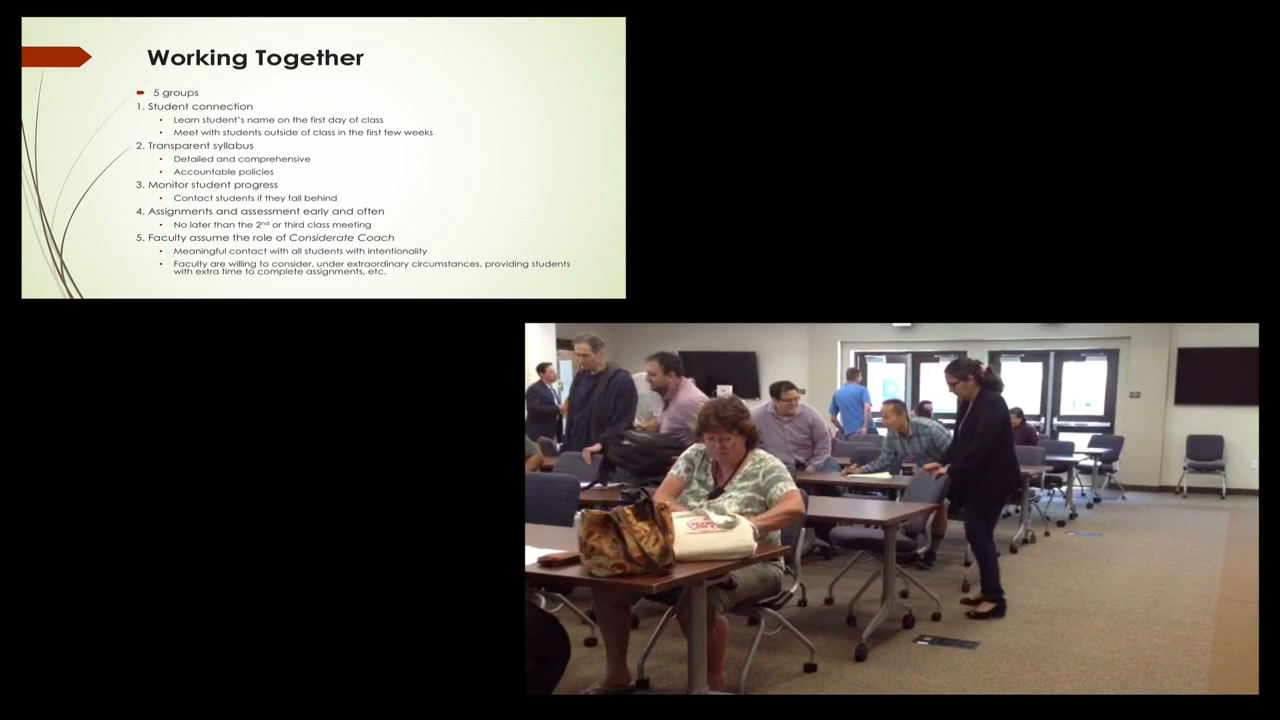 Working Together
5 groups
1. Student connection
Learn student's name on the first day of class
Meet with students outside of class in the first few weeks
2. Transparent syllabus
Detailed and comprehensive
Accountable policies
3. Monitor student progress
Contact students if they fall behind
4. Assignments and assessment early and often
No later than the 2nd or third class meeting
5. Faculty assume the role of Considerate Coach
Meaningful contact with all students with intentionality
Faculty are willing to consider, under extraordinary circumstances, providing students
with extra time to complete assignments, etc.